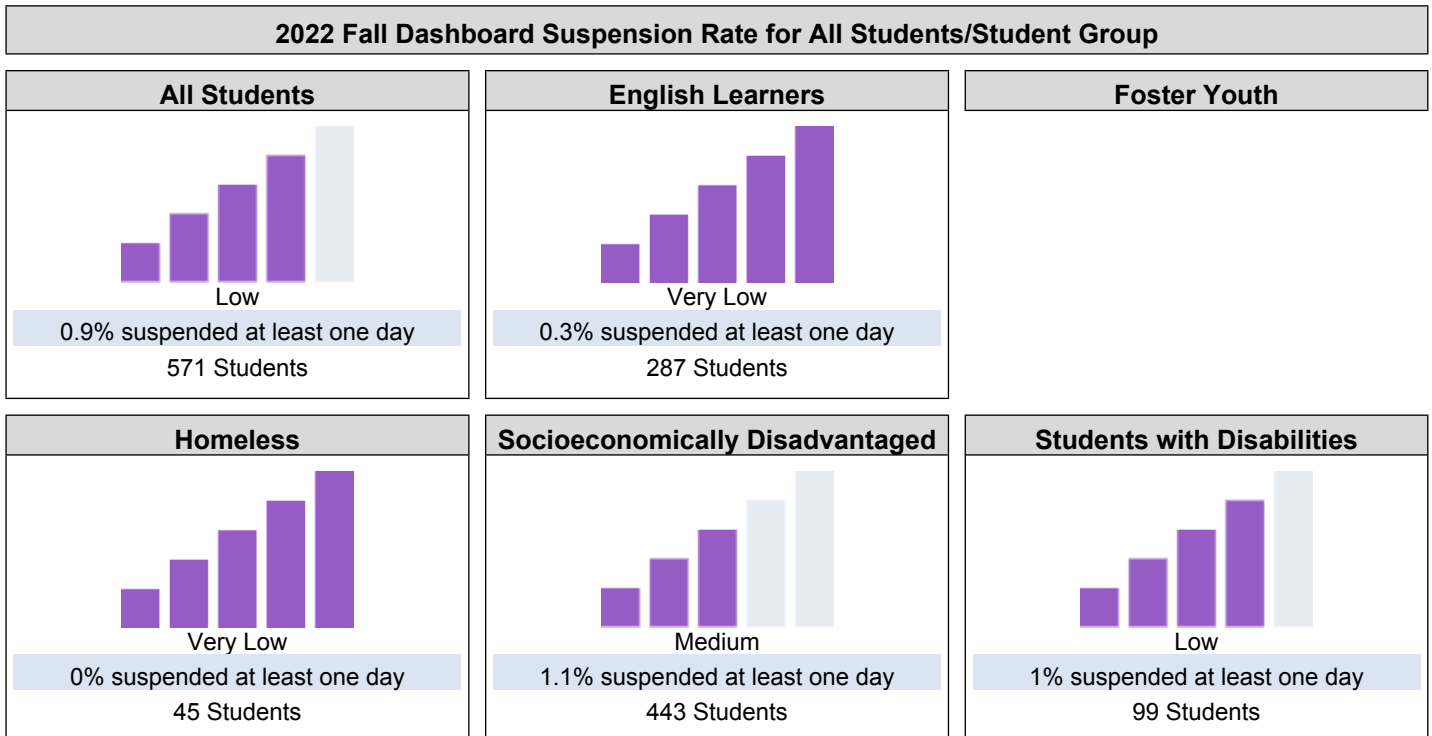 2022 Fall Dashboard Suspension Rate for All Students/Student Group
All Students
Low
0.9% suspended at least one day
571 Students
English Learners
Very Low
0.3% suspended at least one day
287 Students
Foster Youth
Homeless
Very Low
0% suspended at least one day
45 Students
Socioeconomically Disadvantaged
Medium
1.1% suspended at least one day
443 Students
Students with Disabilities
Low
1% suspended at least one day
99 Students